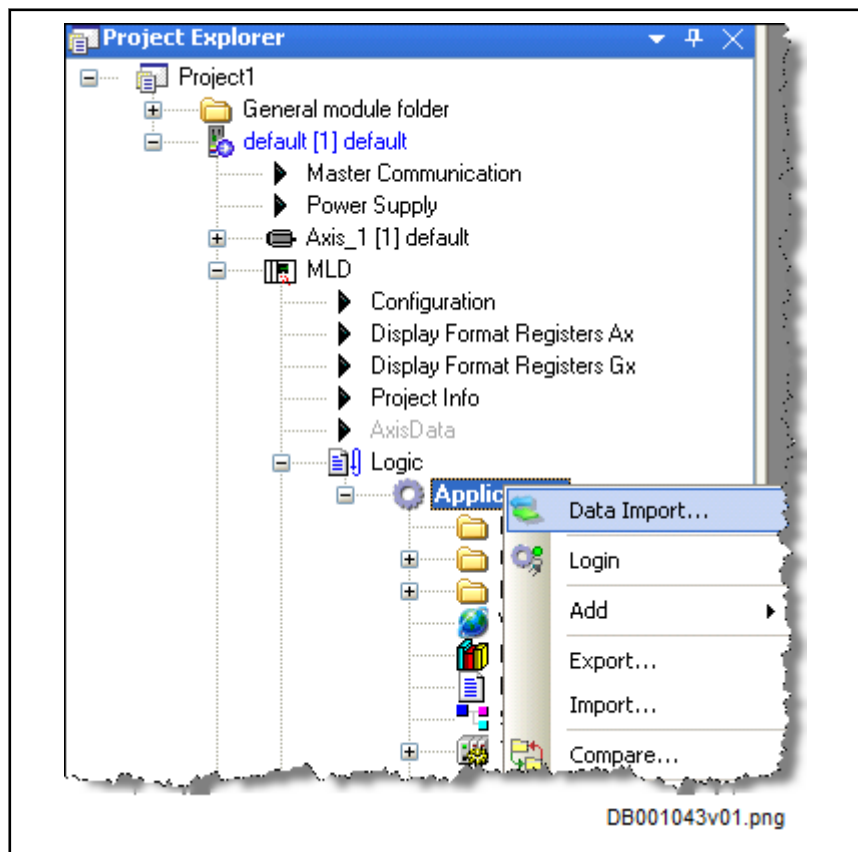 Project Explorer
Project1
General module folder
default [1] default
Master Communication
Power Supply
Axis_1 [1] default
MLD
Configuration
Display Format Registers Ax
Display Format Registers Gx
Project Info
AxisData
Logic
Data Import...
Login
Add
Export...
Import...
Compare...
DB001043v01.png